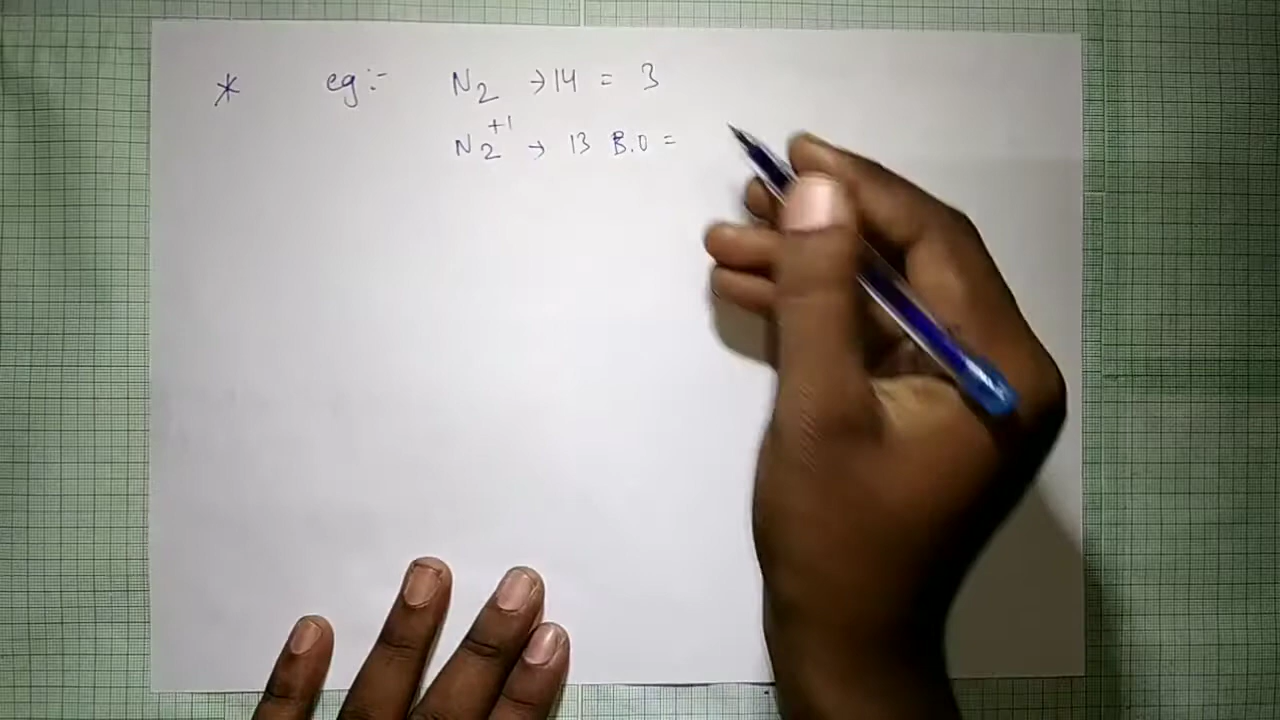 * eg:- N₂ → 14 = 3
N₂⁺¹ → 13 B.O =